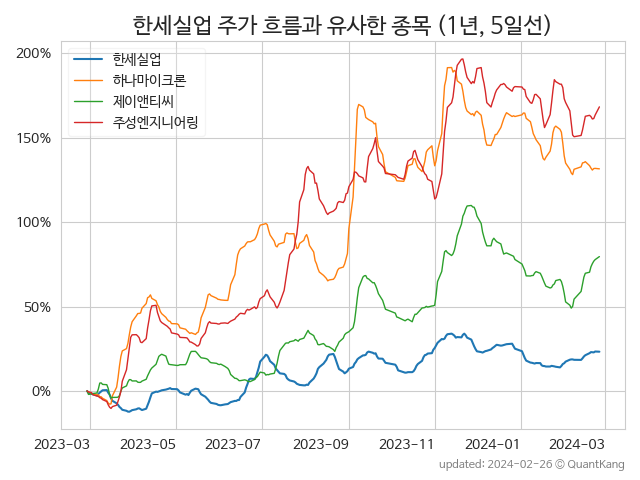 한세실업 주가 흐름과 유사한 종목 (1년, 5일선)
200%
150%
100%
50%
0%
한세실업
하나마이크론
제이앤티씨
주성엔지니어링
2023-03 2023-05 2023-07 2023-09 2023-11 2024-01 2024-03
updated: 2024-02-26 © QuantKang